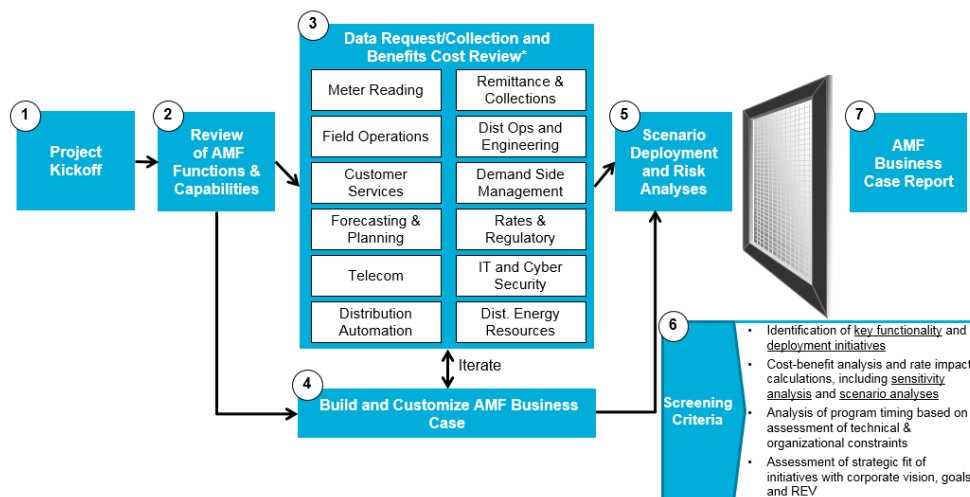 1
Project
Kickoff
2
Review
of AMF
Functions &
Capabilities
3
Data Request/Collection and
Benefits Cost Review*
Meter Reading
Remittance &
Collections
Field Operations
Dist Ops and
Engineering
Customer
Services
Demand Side
Management
Forecasting &
Planning
Rates &
Regulatory
Telecom
IT and Cyber
Security
Distribution
Automation
Dist. Energy
Resources
Iterate
4
Build and Customize AMF Business
Case
5
Scenario
Deployment
and Risk
Analyses
6
Screening
Criteria
• Identification of key functionality and
deployment initiatives
• Cost-benefit analysis and rate impact
calculations, including sensitivity
analysis and scenario analyses
• Analysis of program timing based on
assessment of technical &
organizational constraints
• Assessment of strategic fit of
initiatives with corporate vision, goals
and REV
7
AMF
Business
Case Report